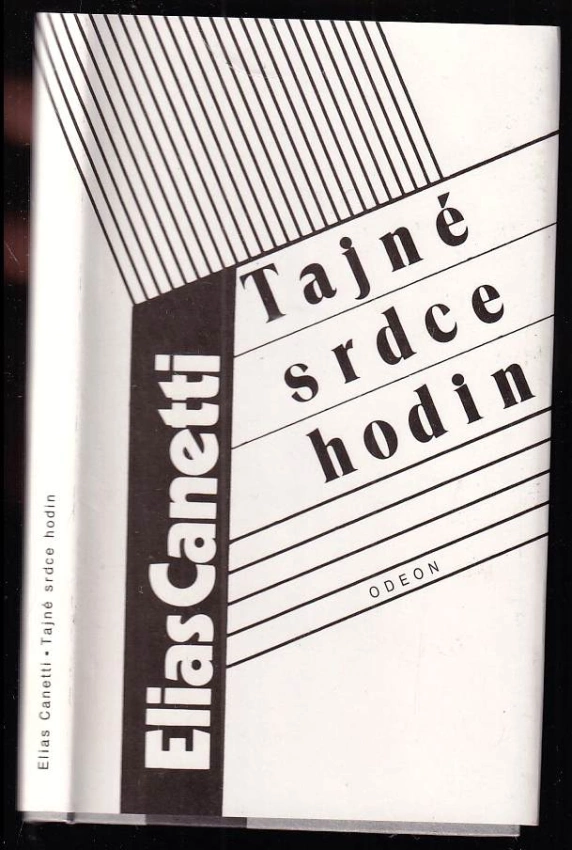 Tajné
srdce
hodin
Elias Canetti
ODEON
Elias Canetti • Tajné srdce hodin